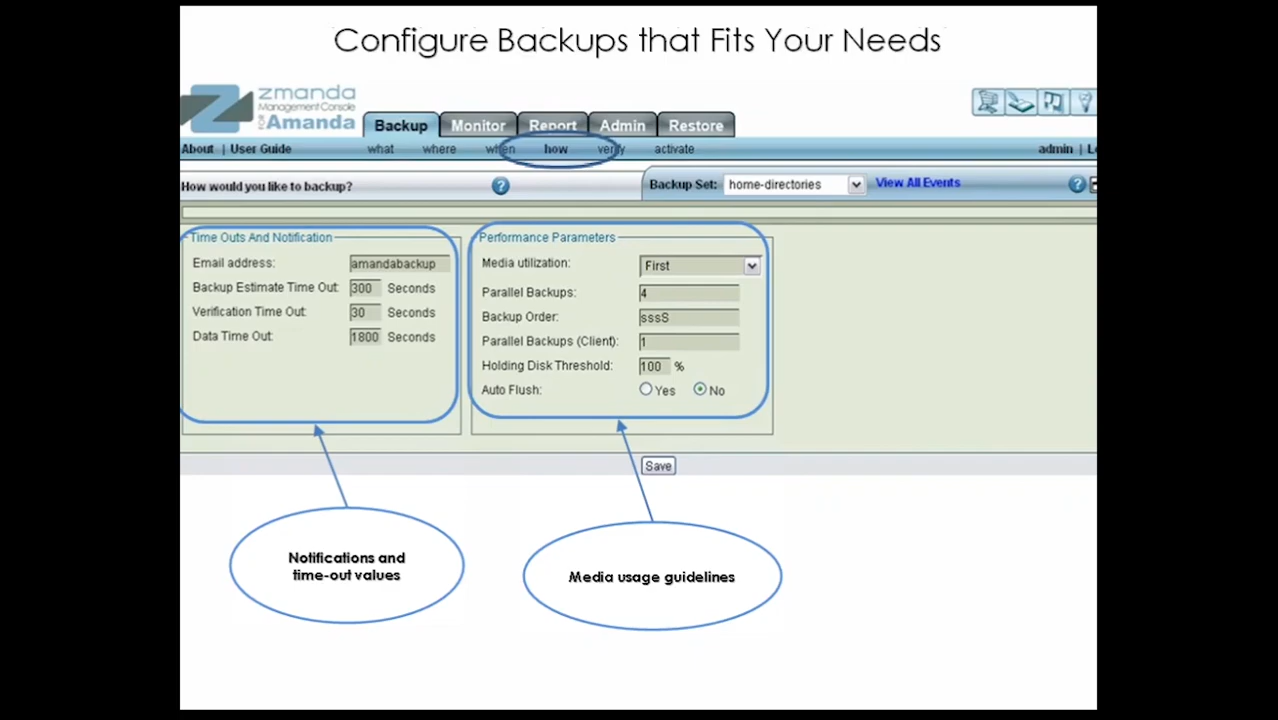 Configure Backups that Fits Your Needs
zmanda
Management Console
FOR Amanda
Backup Monitor Report Admin Restore
About | User Guide what where when how verify activate admin |
How would you like to backup? ? Backup Set: home-directories View All Events ?
Time Outs And Notification
Email address: amandabackup
Backup Estimate Time Out: 300 Seconds
Verification Time Out: 30 Seconds
Data Time Out: 1800 Seconds
Performance Parameters
Media utilization: First
Parallel Backups: 4
Backup Order: sssS
Parallel Backups (Client): 1
Holding Disk Threshold: 100 %
Auto Flush: Yes No
Save
Notifications and
time-out values
Media usage guidelines